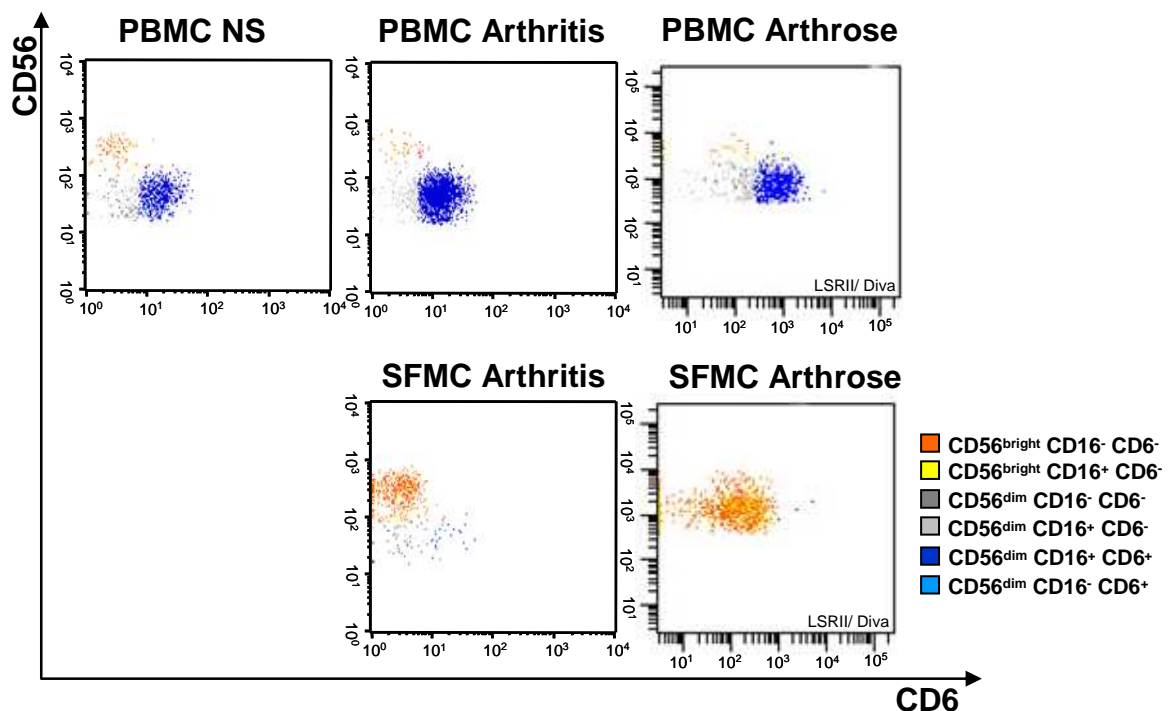 CD56
PBMC NS
10⁴
10³
10²
10¹
10⁰
10⁰ 10¹ 10² 10³ 10⁴
PBMC Arthritis
10⁴
10³
10²
10¹
10⁰
10⁰ 10¹ 10² 10³ 10⁴
PBMC Arthrose
10⁵
10⁴
10³
10²
10¹
LSRII/ Diva
10¹ 10² 10³ 10⁴ 10⁵
SFMC Arthritis
10⁴
10³
10²
10¹
10⁰
10⁰ 10¹ 10² 10³ 10⁴
SFMC Arthrose
10⁵
10⁴
10³
10²
10¹
LSRII/ Diva
10¹ 10² 10³ 10⁴ 10⁵
CD56ᵇʳⁱᵍʰᵗ CD16⁻ CD6⁻
CD56ᵇʳⁱᵍʰᵗ CD16⁺ CD6⁻
CD56ᵈⁱᵐ CD16⁻ CD6⁻
CD56ᵈⁱᵐ CD16⁺ CD6⁻
CD56ᵈⁱᵐ CD16⁺ CD6⁺
CD56ᵈⁱᵐ CD16⁻ CD6⁺
CD6